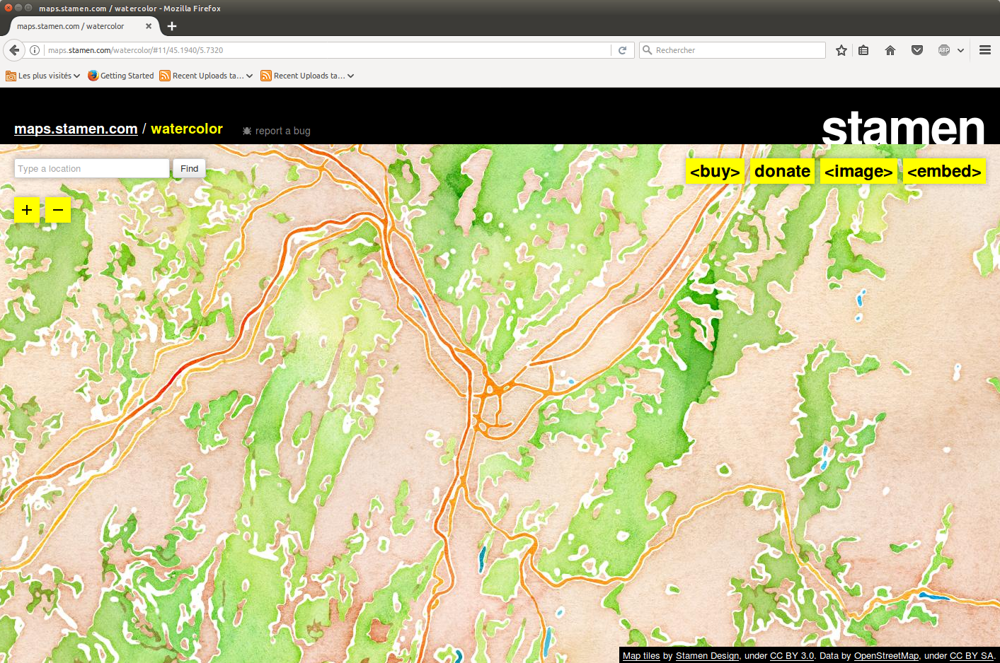 maps.stamen.com / watercolor - Mozilla Firefox
maps.stamen.com / watercolor
maps.stamen.com/watercolor/#11/45.1940/5.7320
Rechercher
ABP
Les plus visités
Getting Started
Recent Uploads ta...
Recent Uploads ta...
maps.stamen.com / watercolor
report a bug
stamen
Type a location
Find
<buy>
donate
<image>
<embed>
+
−
Map tiles by Stamen Design, under CC BY 3.0. Data by OpenStreetMap, under CC BY SA.